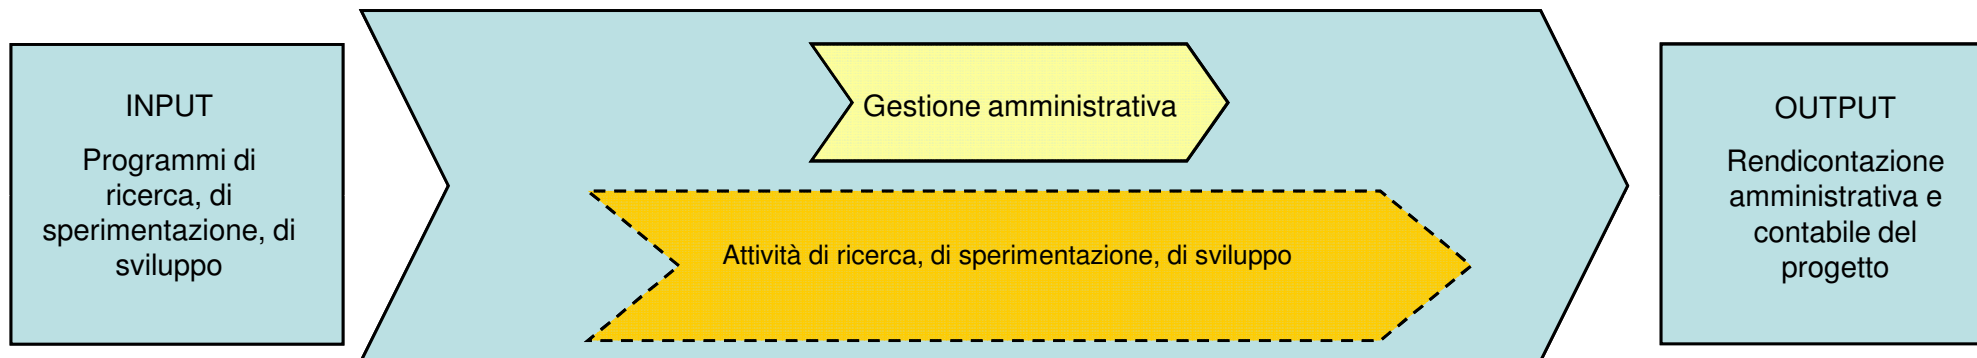 INPUT
Programmi di
ricerca, di
sperimentazione, di
sviluppo
Gestione amministrativa
Attività di ricerca, di sperimentazione, di sviluppo
OUTPUT
Rendicontazione
amministrativa e
contabile del
progetto